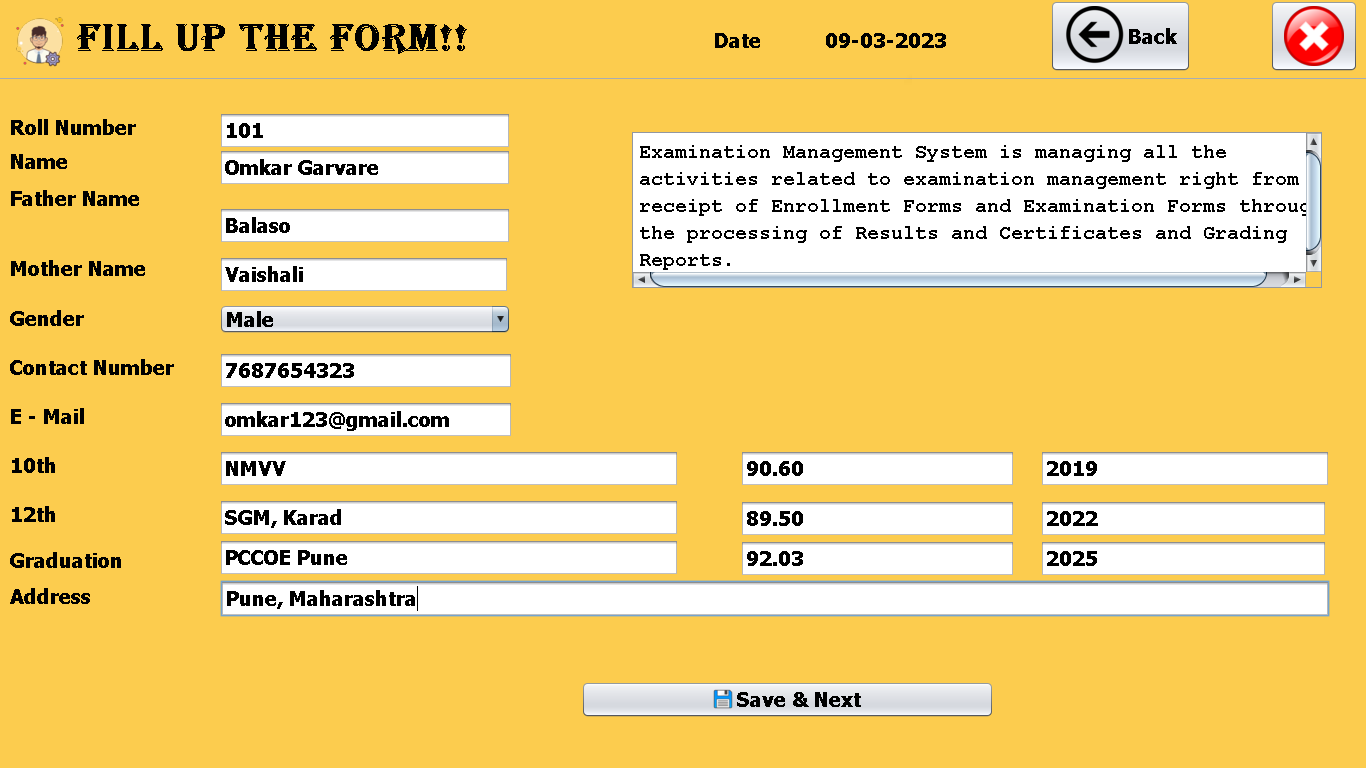 FILL UP THE FORM!!
Date 09-03-2023
Back
Roll Number 101
Name Omkar Garvare
Father Name Balaso
Mother Name Vaishali
Gender Male
Contact Number 7687654323
E - Mail omkar123@gmail.com
10th NMVV 90.60 2019
12th SGM, Karad 89.50 2022
Graduation PCCOE Pune 92.03 2025
Address Pune, Maharashtra
Examination Management System is managing all the
activities related to examination management right from
receipt of Enrollment Forms and Examination Forms throug
the processing of Results and Certificates and Grading
Reports.
Save & Next